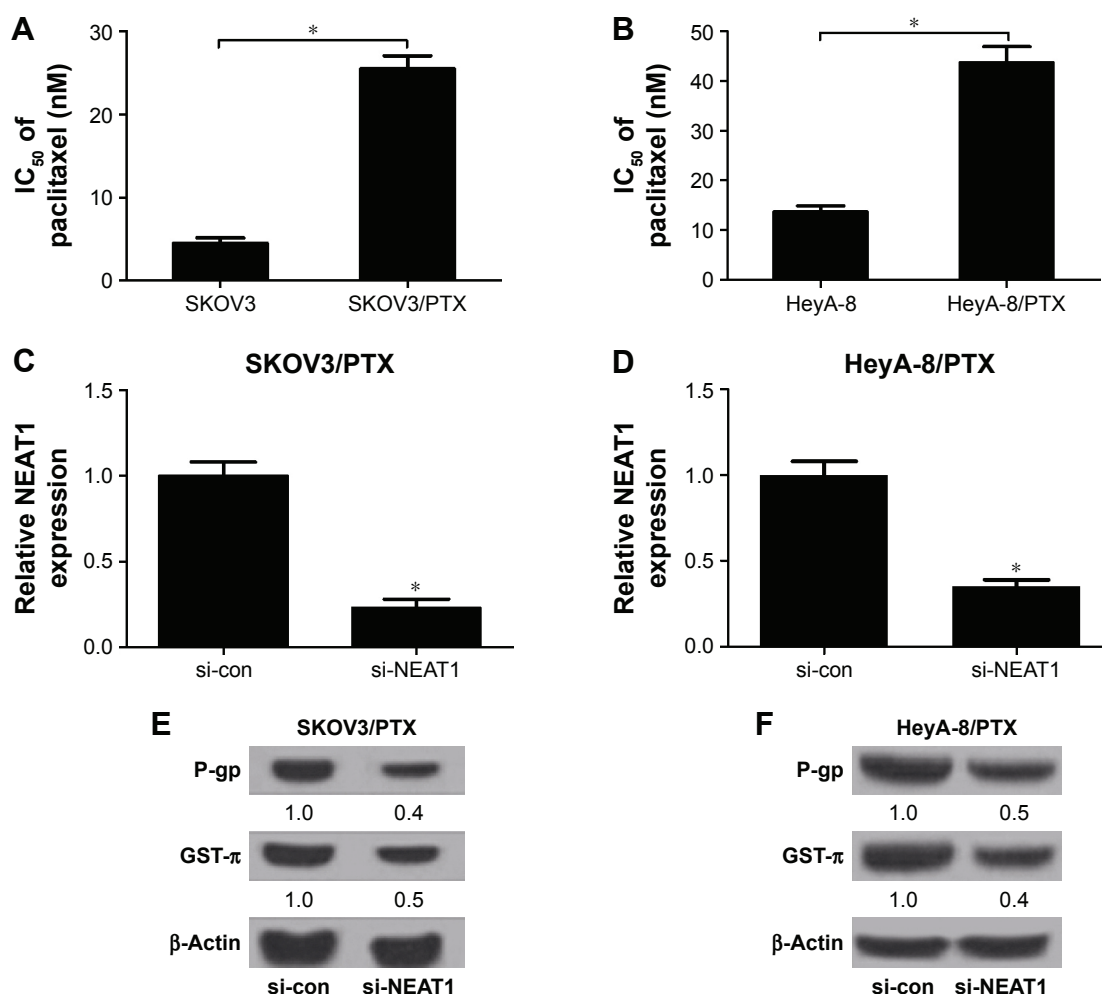 A
IC50 of
paclitaxel (nM)
30
20
10
0
*
SKOV3
SKOV3/PTX
B
IC50 of
paclitaxel (nM)
50
40
30
20
10
0
*
HeyA-8
HeyA-8/PTX
C
SKOV3/PTX
Relative NEAT1
expression
1.5
1.0
0.5
0.0
*
si-con
si-NEAT1
D
HeyA-8/PTX
Relative NEAT1
expression
1.5
1.0
0.5
0.0
*
si-con
si-NEAT1
E
SKOV3/PTX
P-gp
1.0 0.4
GST-π
1.0 0.5
β-Actin
si-con si-NEAT1
F
HeyA-8/PTX
P-gp
1.0 0.5
GST-π
1.0 0.4
β-Actin
si-con si-NEAT1